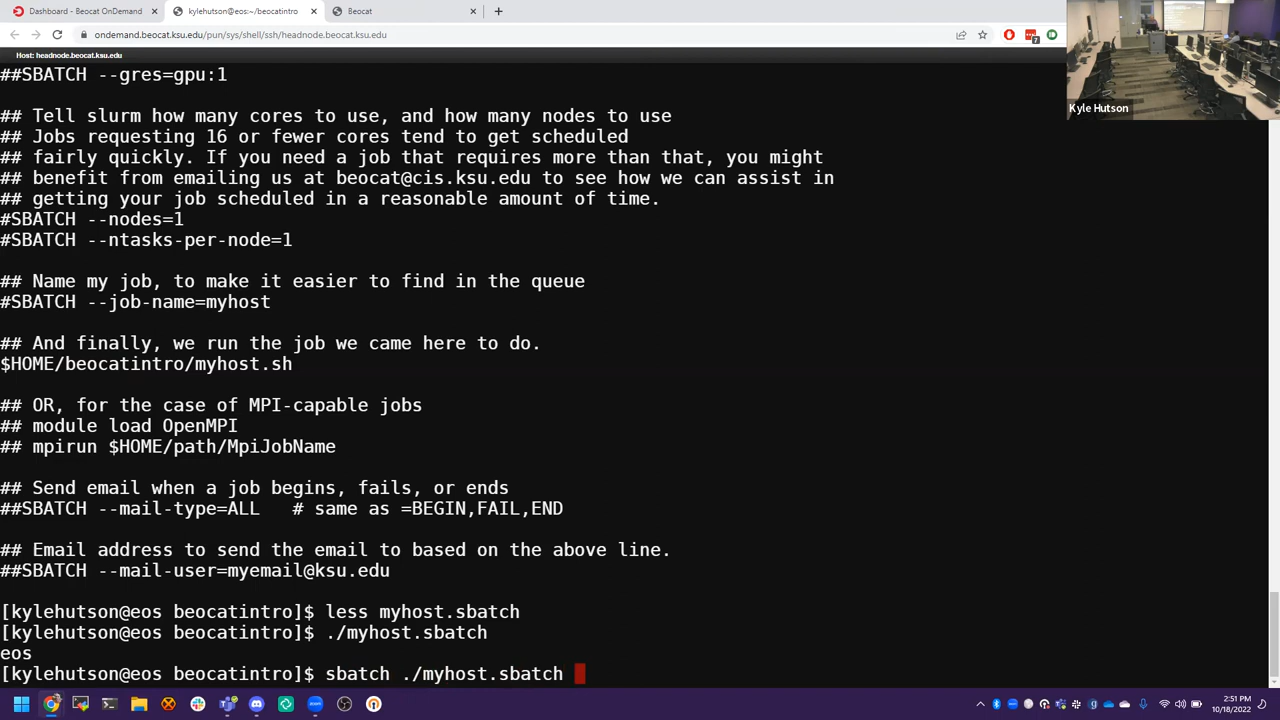 Dashboard - Beocat OnDemand
kylehutson@eos:~/beocatintro
Beocat
ondemand.beocat.ksu.edu/pun/sys/shell/ssh/headnode.beocat.ksu.edu
7
Host: headnode.beocat.ksu.edu
Kyle Hutson
##SBATCH --gres=gpu:1
## Tell slurm how many cores to use, and how many nodes to use
## Jobs requesting 16 or fewer cores tend to get scheduled
## fairly quickly. If you need a job that requires more than that, you might
## benefit from emailing us at beocat@cis.ksu.edu to see how we can assist in
## getting your job scheduled in a reasonable amount of time.
#SBATCH --nodes=1
#SBATCH --ntasks-per-node=1
## Name my job, to make it easier to find in the queue
#SBATCH --job-name=myhost
## And finally, we run the job we came here to do.
$HOME/beocatintro/myhost.sh
## OR, for the case of MPI-capable jobs
## module load OpenMPI
## mpirun $HOME/path/MpiJobName
## Send email when a job begins, fails, or ends
##SBATCH --mail-type=ALL   # same as =BEGIN,FAIL,END
## Email address to send the email to based on the above line.
##SBATCH --mail-user=myemail@ksu.edu
[kylehutson@eos beocatintro]$ less myhost.sbatch
[kylehutson@eos beocatintro]$ ./myhost.sbatch
eos
[kylehutson@eos beocatintro]$ sbatch ./myhost.sbatch
2:51 PM
10/18/2022